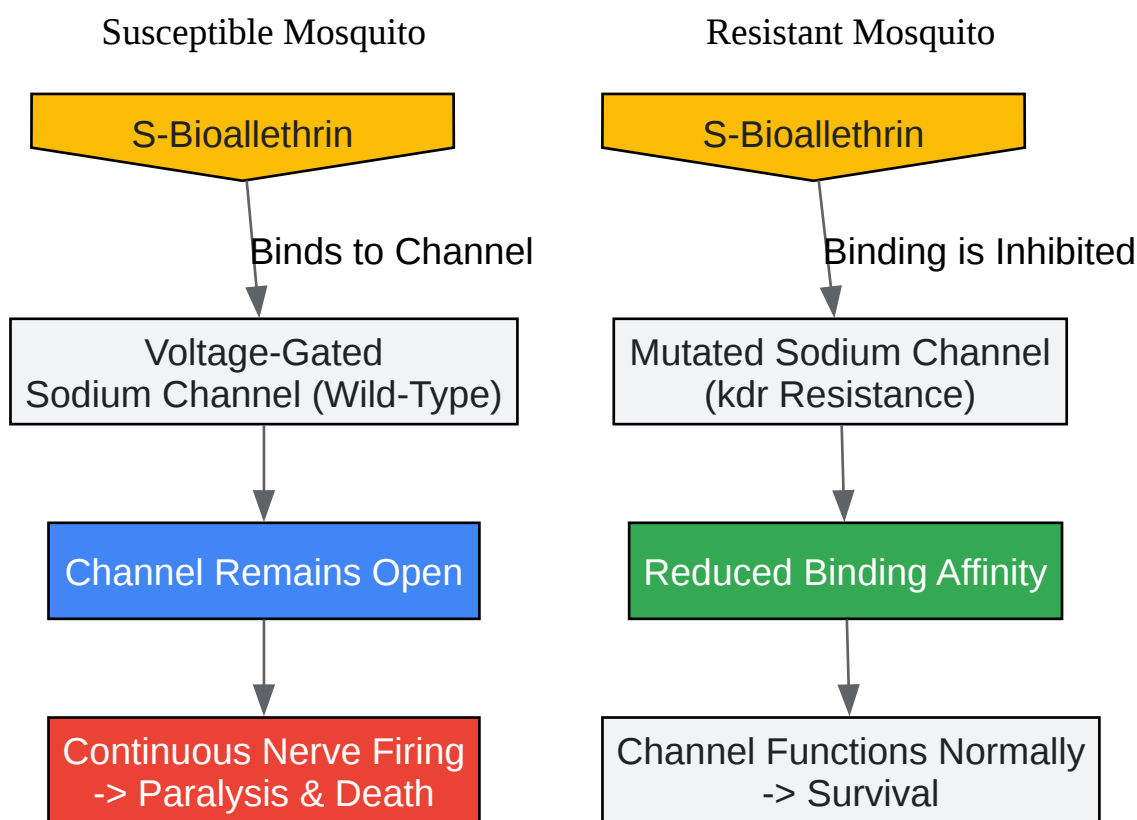 Susceptible Mosquito
S-Bioallethrin
Binds to Channel
Voltage-Gated
Sodium Channel (Wild-Type)
Channel Remains Open
Continuous Nerve Firing
-> Paralysis & Death
Resistant Mosquito
S-Bioallethrin
Binding is Inhibited
Mutated Sodium Channel
(kdr Resistance)
Reduced Binding Affinity
Channel Functions Normally
-> Survival